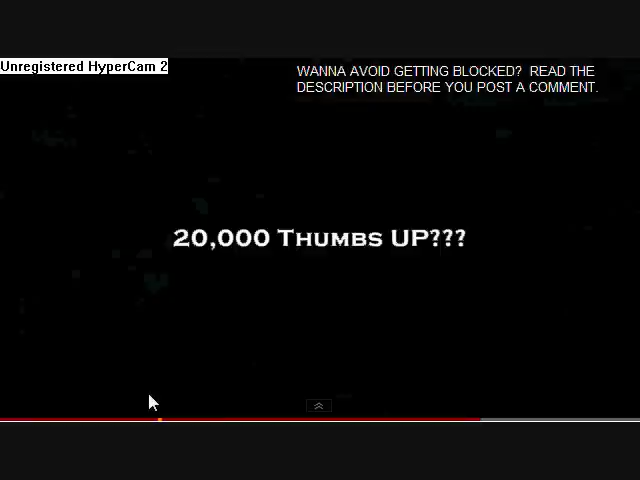 Unregistered HyperCam 2
WANNA AVOID GETTING BLOCKED? READ THE
DESCRIPTION BEFORE YOU POST A COMMENT.
20,000 THUMBS UP???